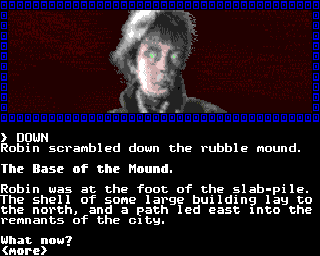 ❯ DOWN
Robin scrambled down the rubble mound.
The Base of the Mound.
Robin was at the foot of the slab-pile.
The shell of some large building lay to
the north, and a path led east into the
remnants of the city.
What now?
<more>